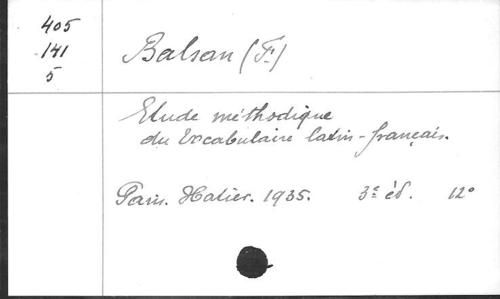 405
141
5
Balsan (F.)
Etude méthodique
du Vocabulaire latin-français.
Paris. Hatier. 1935. 3e éd. 12°